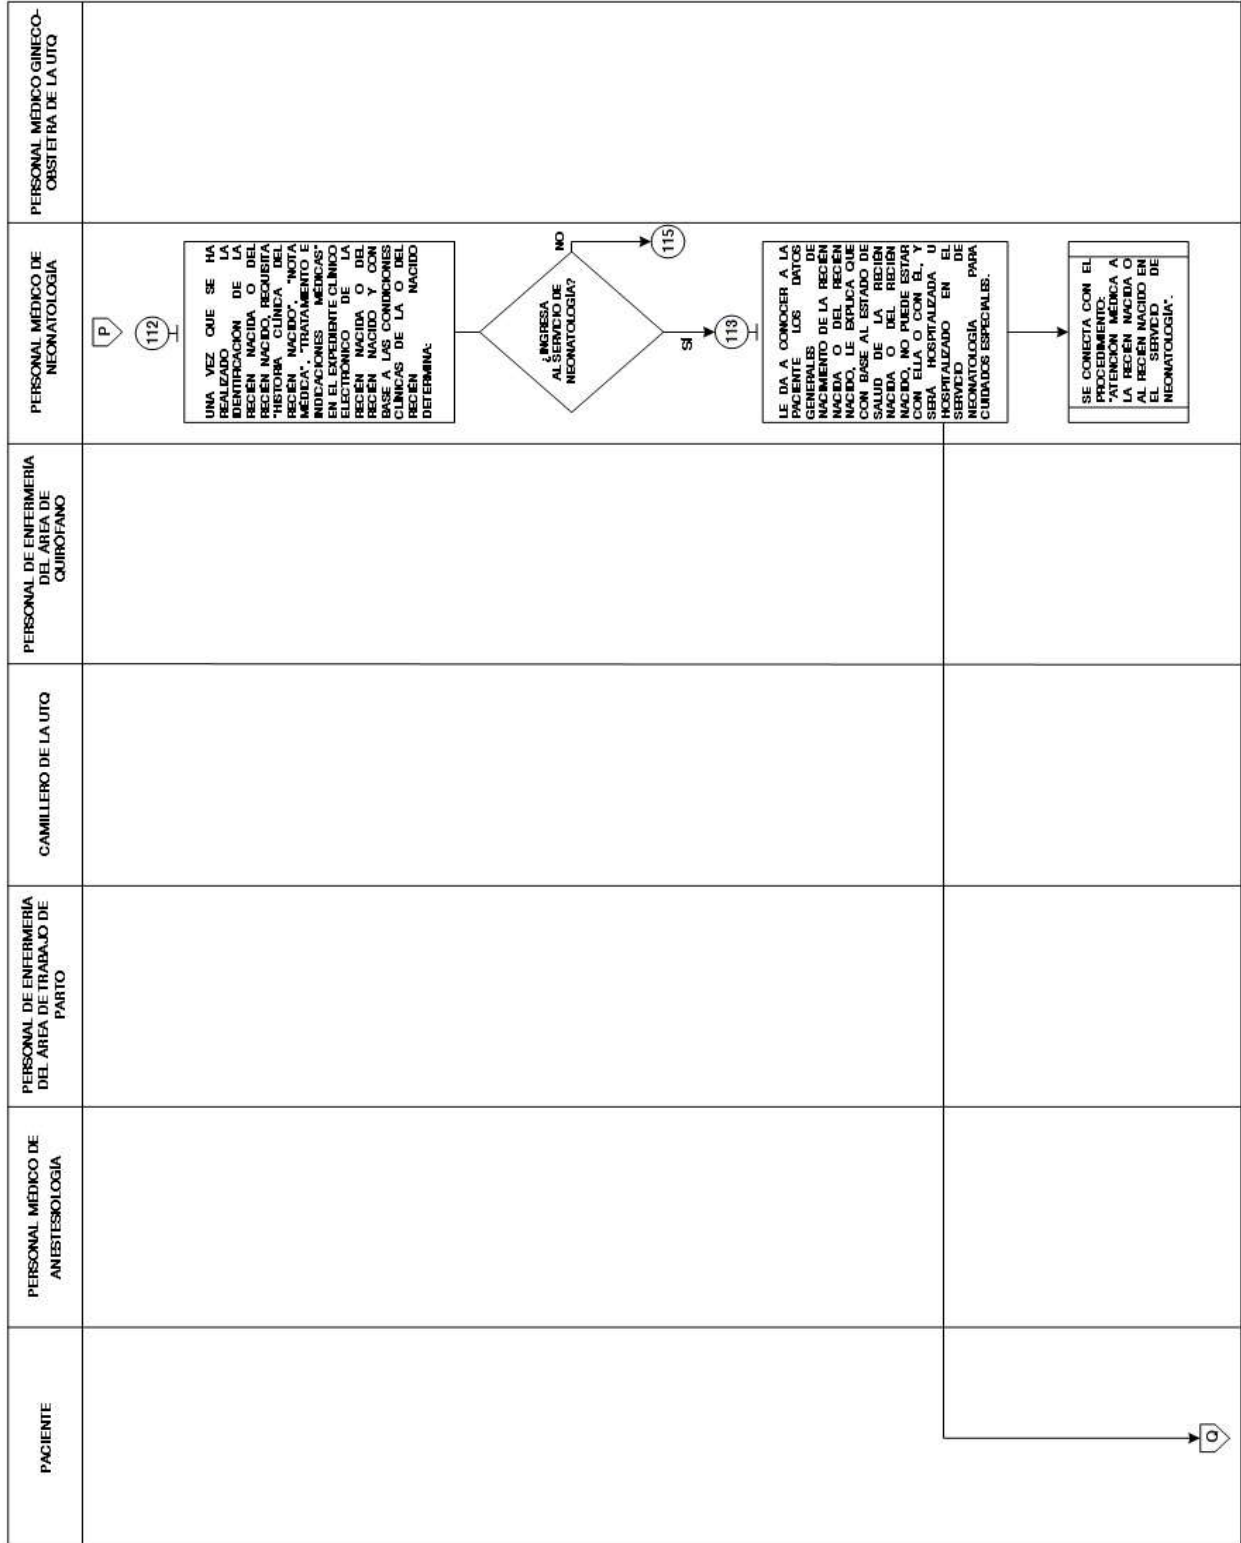 PACIENTE
PERSONAL MÉDICO DE
ANESTESIOLOGÍA
PERSONAL DE ENFERMERÍA
DEL ÁREA DE TRABAJO DE
PARTO
CAMILLERO DE LA UTQ
PERSONAL DE ENFERMERÍA
DEL ÁREA DE
QUIRÓFANO
PERSONAL MÉDICO DE
NEONATOLOGÍA
PERSONAL MÉDICO GINECO-
OBSTETRA DE LA UTQ
P
112
UNA VEZ QUE SE HA
REALIZADO LA
IDENTIFICACIÓN DE LA
RECIÉN NACIDA O DEL
RECIÉN NACIDO, REQUISITA
"HISTORIA CLÍNICA DEL
RECIÉN NACIDO", "NOTA
MÉDICA", "TRATAMIENTO E
INDICACIONES MÉDICAS"
EN EL EXPEDIENTE CLÍNICO
ELECTRÓNICO DE LA
RECIÉN NACIDA O DEL
RECIÉN NACIDO Y CON
BASE A LAS CONDICIONES
CLÍNICAS DE LA O DEL
RECIÉN NACIDO
DETERMINA:
¿INGRESA
AL SERVICIO DE
NEONATOLOGÍA?
NO
115
SÍ
113
LE DA A CONOCER A LA
PACIENTE LOS DATOS
GENERALES DE
NACIMIENTO DE LA RECIÉN
NACIDA O DEL RECIÉN
NACIDO, LE EXPLICA QUE
CON BASE AL ESTADO DE
SALUD DE LA RECIÉN
NACIDA O DEL RECIÉN
NACIDO, NO PUEDE ESTAR
CON ELLA O CON ÉL, Y
SERÁ HOSPITALIZADA U
HOSPITALIZADO EN EL
SERVICIO DE
NEONATOLOGÍA PARA
CUIDADOS ESPECIALES.
SE CONECTA CON EL
PROCEDIMIENTO:
"ATENCIÓN MÉDICA A
LA RECIÉN NACIDA O
AL RECIÉN NACIDO EN
EL SERVICIO DE
NEONATOLOGÍA".
Q